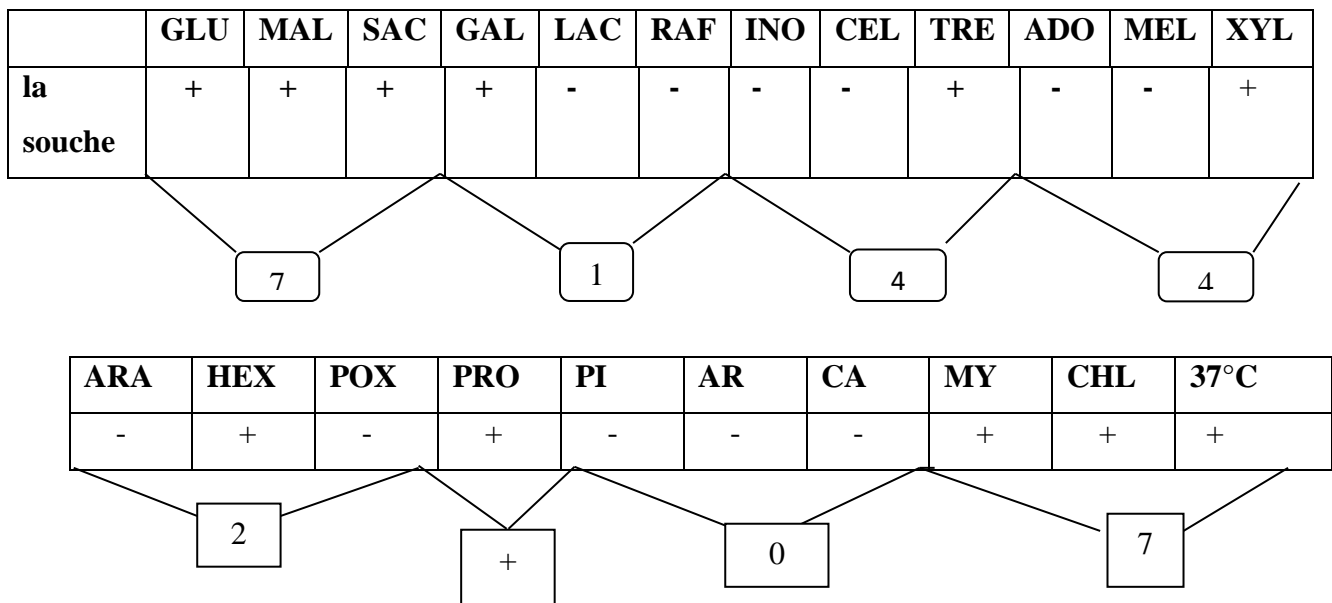 GLU MAL SAC GAL LAC RAF INO CEL TRE ADO MEL XYL
la souche + + + + - - - - + - - +
7 1 4 4
ARA HEX POX PRO PI AR CA MY CHL 37°C
- + - + - - - + + +
2 + 0 7